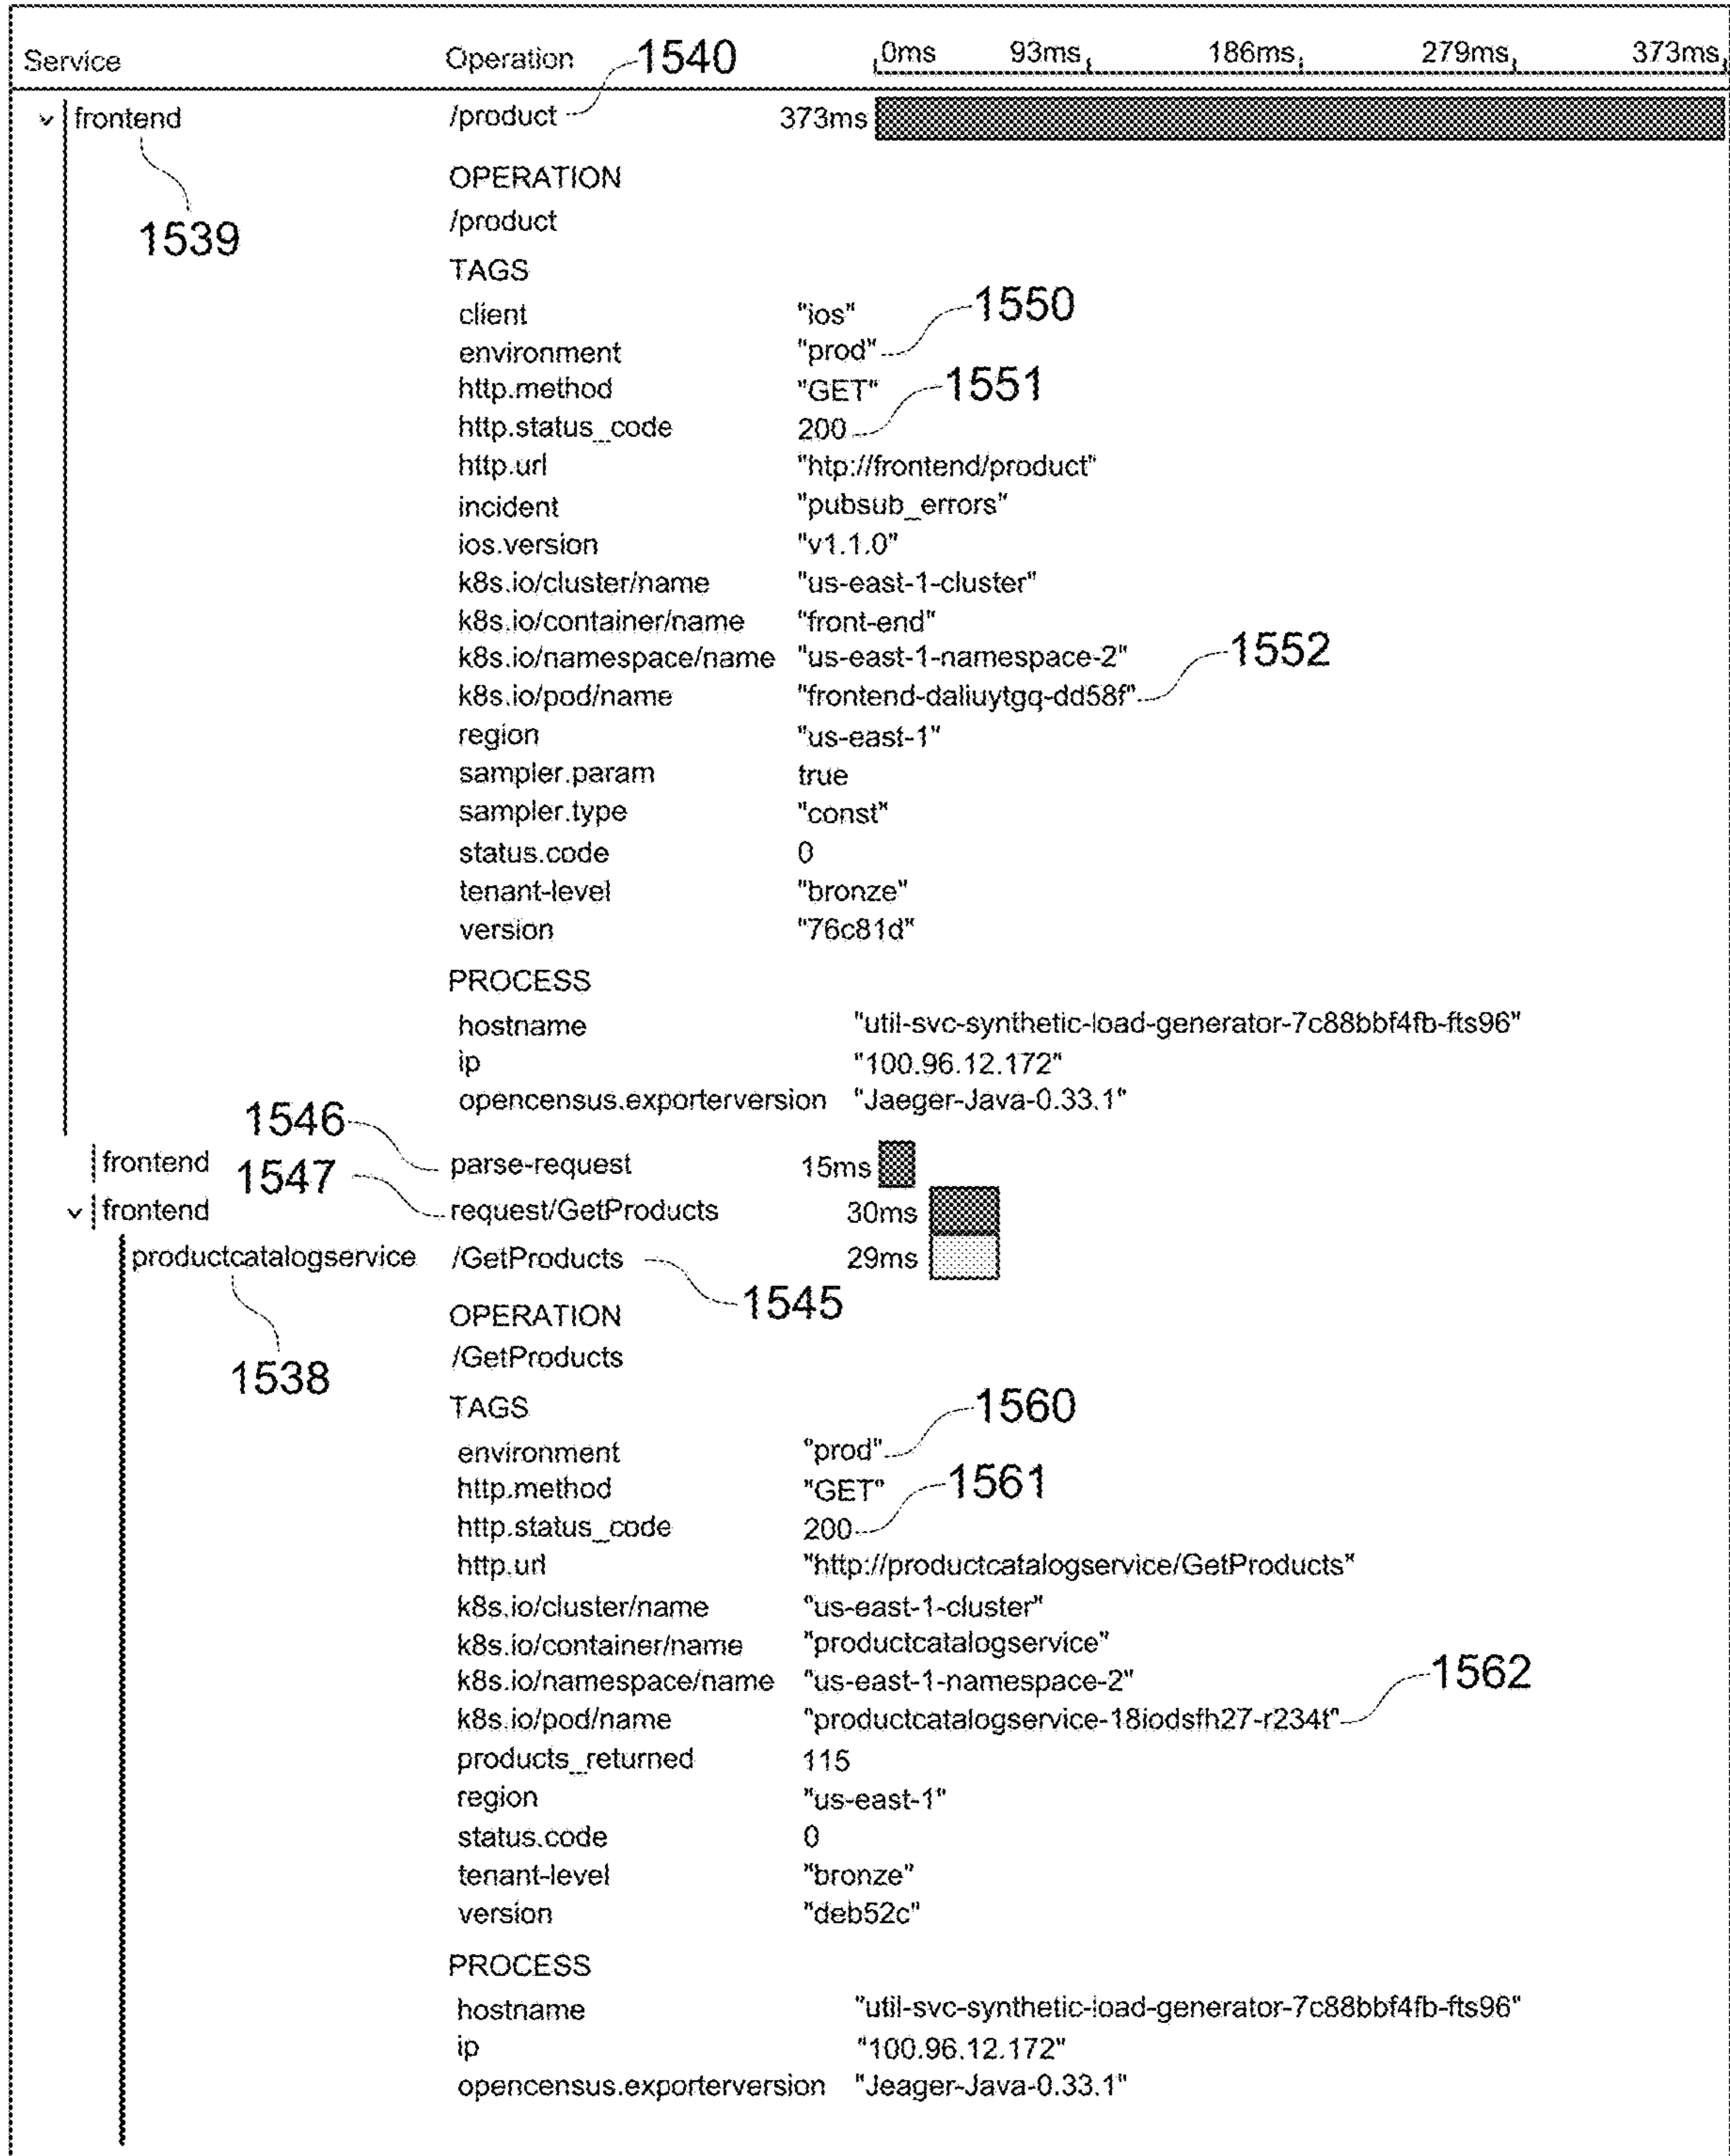 Service Operation 1540 0ms 93ms 186ms 279ms 373ms
frontend /product 373ms
OPERATION
/product
1539
TAGS
client "ios" 1550
environment "prod"
http.method "GET" 1551
http.status_code 200
http.url "htp://frontend/product"
incident "pubsub_errors"
ios.version "v1.1.0"
k8s.io/cluster/name "us-east-1-cluster"
k8s.io/container/name "front-end"
k8s.io/namespace/name "us-east-1-namespace-2" 1552
k8s.io/pod/name "frontend-daliuytgq-dd58f"
region "us-east-1"
sampler.param true
sampler.type "const"
status.code 0
tenant-level "bronze"
version "76c81d"
PROCESS
hostname "util-svc-synthetic-load-generator-7c88bbf4fb-fts96"
ip "100.96.12.172"
opencensus.exporterversion "Jaeger-Java-0.33.1"
1546
frontend parse-request 15ms
1547
frontend request/GetProducts 30ms
productcatalogservice /GetProducts 29ms
1545
OPERATION
/GetProducts
1538
TAGS 1560
environment "prod"
http.method "GET" 1561
http.status_code 200
http.url "http://productcatalogservice/GetProducts"
k8s.io/cluster/name "us-east-1-cluster"
k8s.io/container/name "productcatalogservice"
k8s.io/namespace/name "us-east-1-namespace-2" 1562
k8s.io/pod/name "productcatalogservice-18iodsfh27-r234f"
products_returned 115
region "us-east-1"
status.code 0
tenant-level "bronze"
version "deb52c"
PROCESS
hostname "util-svc-synthetic-load-generator-7c88bbf4fb-fts96"
ip "100.96.12.172"
opencensus.exporterversion "Jeager-Java-0.33.1"